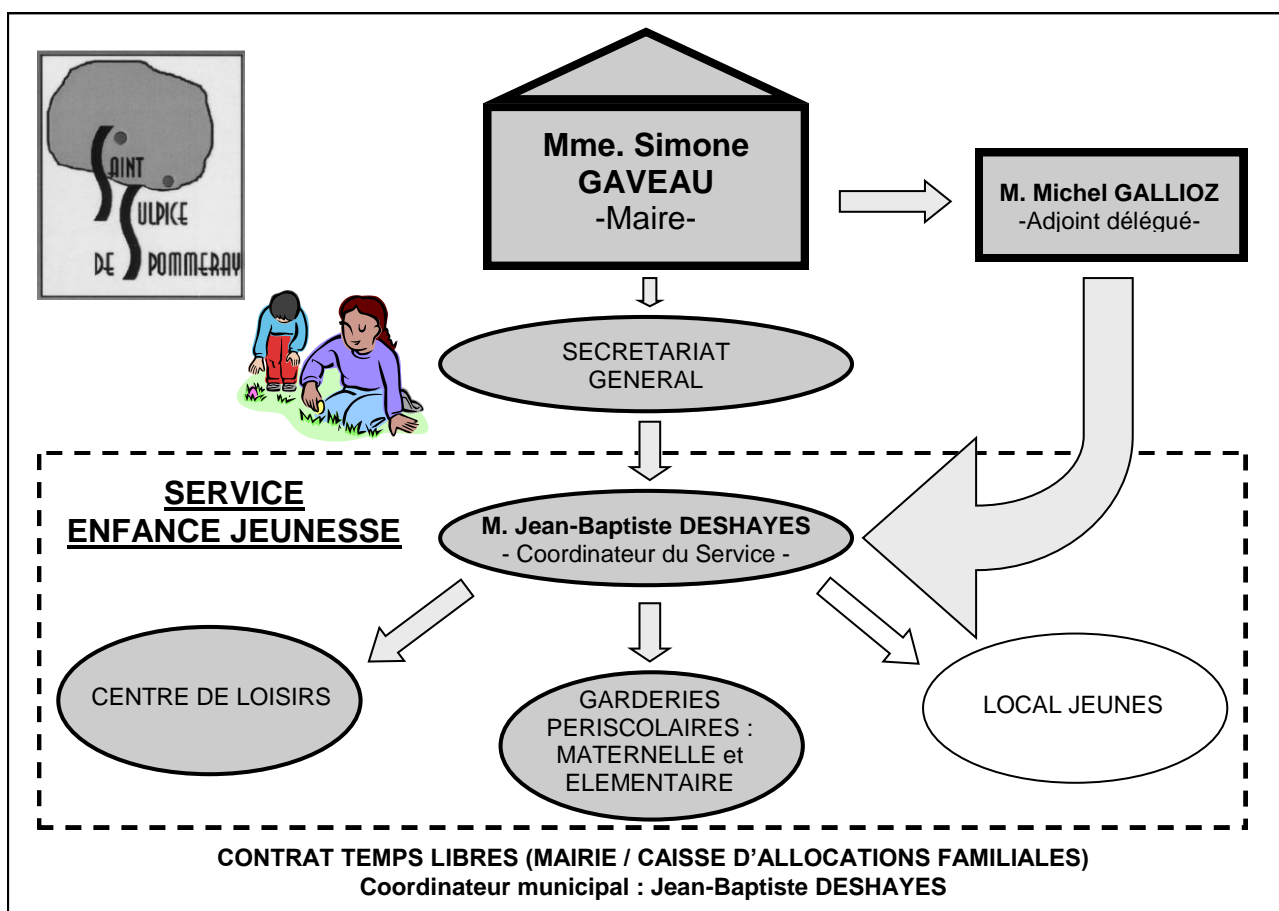 SAINT
SULPICE
DE POMMERAY
Mme. Simone
GAVEAU
-Maire-
M. Michel GALLIOZ
-Adjoint délégué-
SECRETARIAT
GENERAL
SERVICE
ENFANCE JEUNESSE
M. Jean-Baptiste DESHAYES
- Coordinateur du Service -
CENTRE DE LOISIRS
GARDERIES
PERISCOLAIRES :
MATERNELLE et
ELEMENTAIRE
LOCAL JEUNES
CONTRAT TEMPS LIBRES (MAIRIE / CAISSE D’ALLOCATIONS FAMILIALES)
Coordinateur municipal : Jean-Baptiste DESHAYES